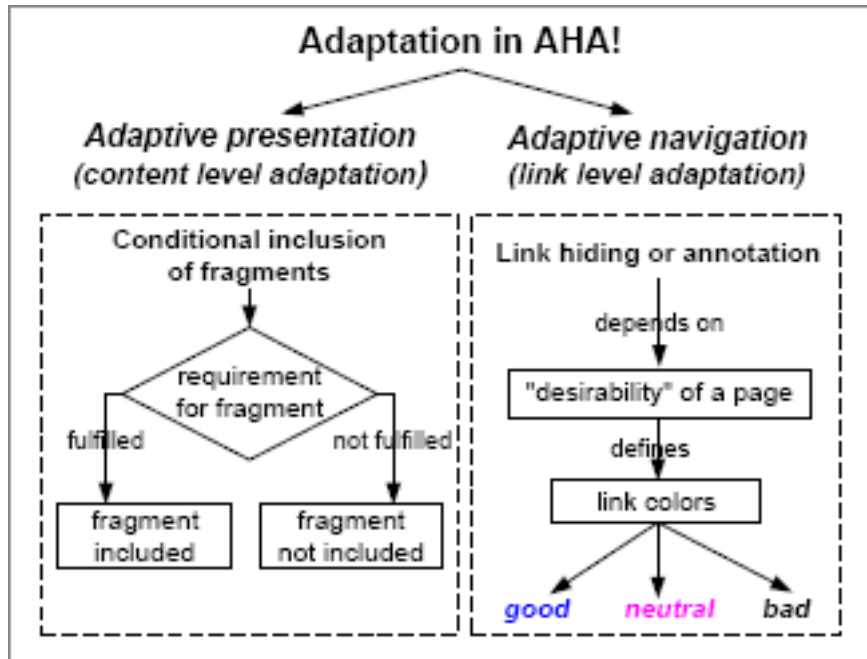 Adaptation in AHA!
Adaptive presentation
(content level adaptation)
Adaptive navigation
(link level adaptation)
Conditional inclusion
of fragments
requirement
for fragment
fulfilled
not fulfilled
fragment
included
fragment
not included
Link hiding or annotation
depends on
"desirability" of a page
defines
link colors
good
neutral
bad